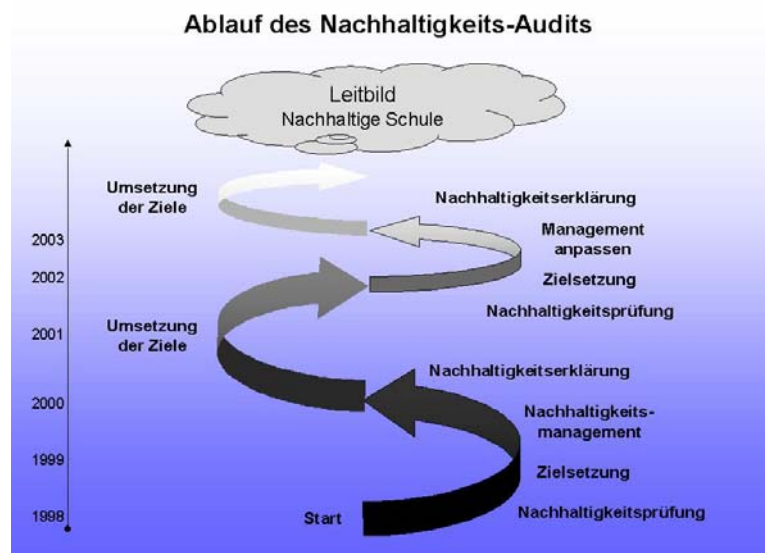 Ablauf des Nachhaltigkeits-Audits
Leitbild
Nachhaltige Schule
Umsetzung
der Ziele
Nachhaltigkeitserklärung
Management
anpassen
Zielsetzung
Nachhaltigkeitsprüfung
Umsetzung
der Ziele
Nachhaltigkeitserklärung
Nachhaltigkeits-
management
Zielsetzung
Nachhaltigkeitsprüfung
Start
2003
2002
2001
2000
1999
1998